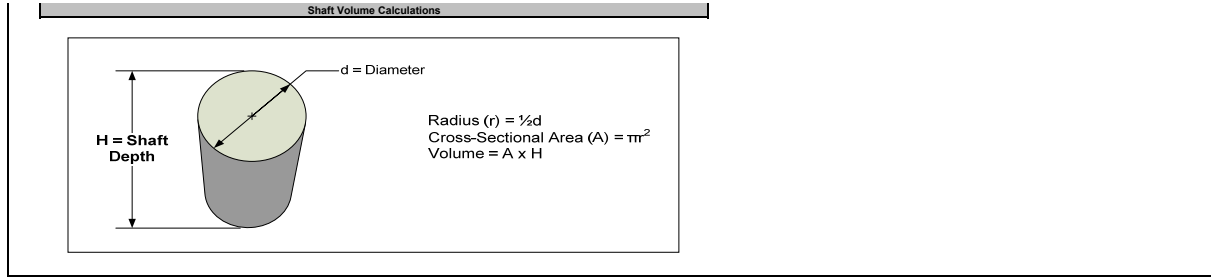 Shaft Volume Calculations
d = Diameter
H = Shaft
Depth
Radius (r) = ½d
Cross-Sectional Area (A) = πr²
Volume = A x H